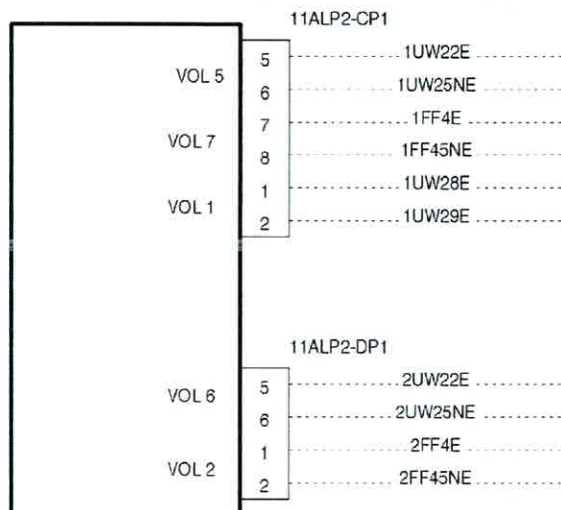 11ALP2-CP1
5 1UW22E
VOL 5
6 1UW25NE
7 1FF4E
VOL 7
8 1FF45NE
1 1UW28E
VOL 1
2 1UW29E
11ALP2-DP1
5 2UW22E
VOL 6
6 2UW25NE
1 2FF4E
VOL 2
2 2FF45NE